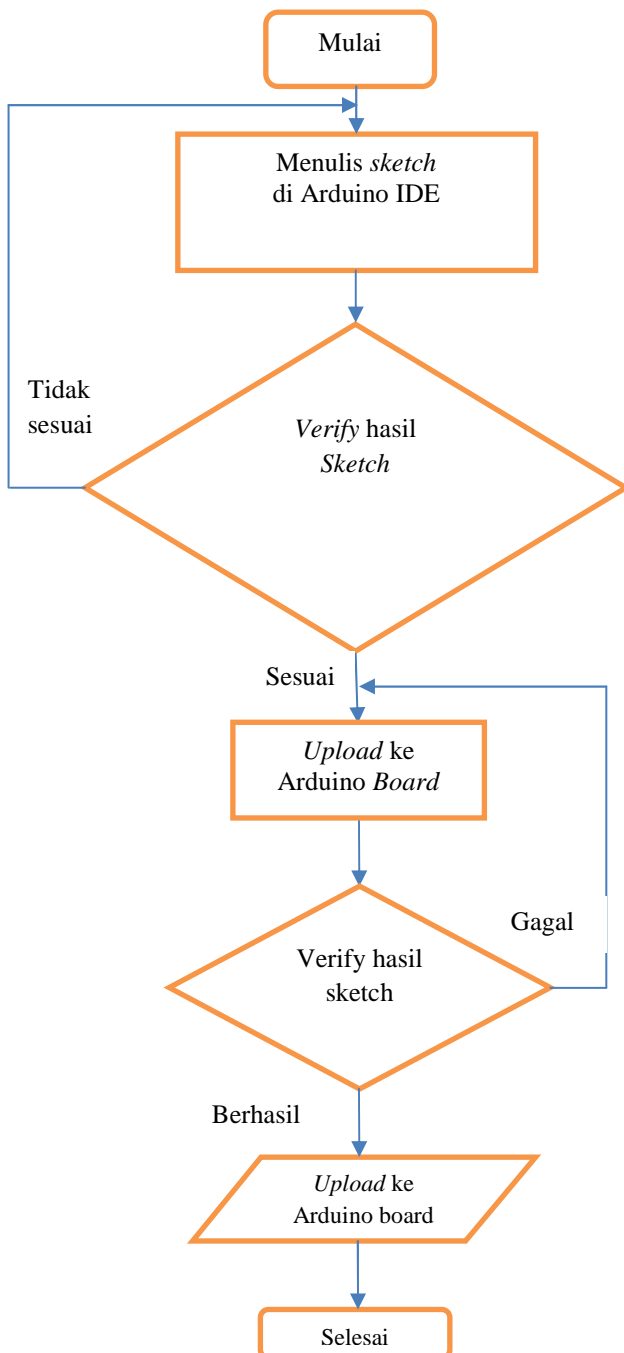 Mulai
Menulis sketch
di Arduino IDE
Tidak
sesuai
Verify hasil
Sketch
Sesuai
Upload ke
Arduino Board
Gagal
Verify hasil
sketch
Berhasil
Upload ke
Arduino board
Selesai